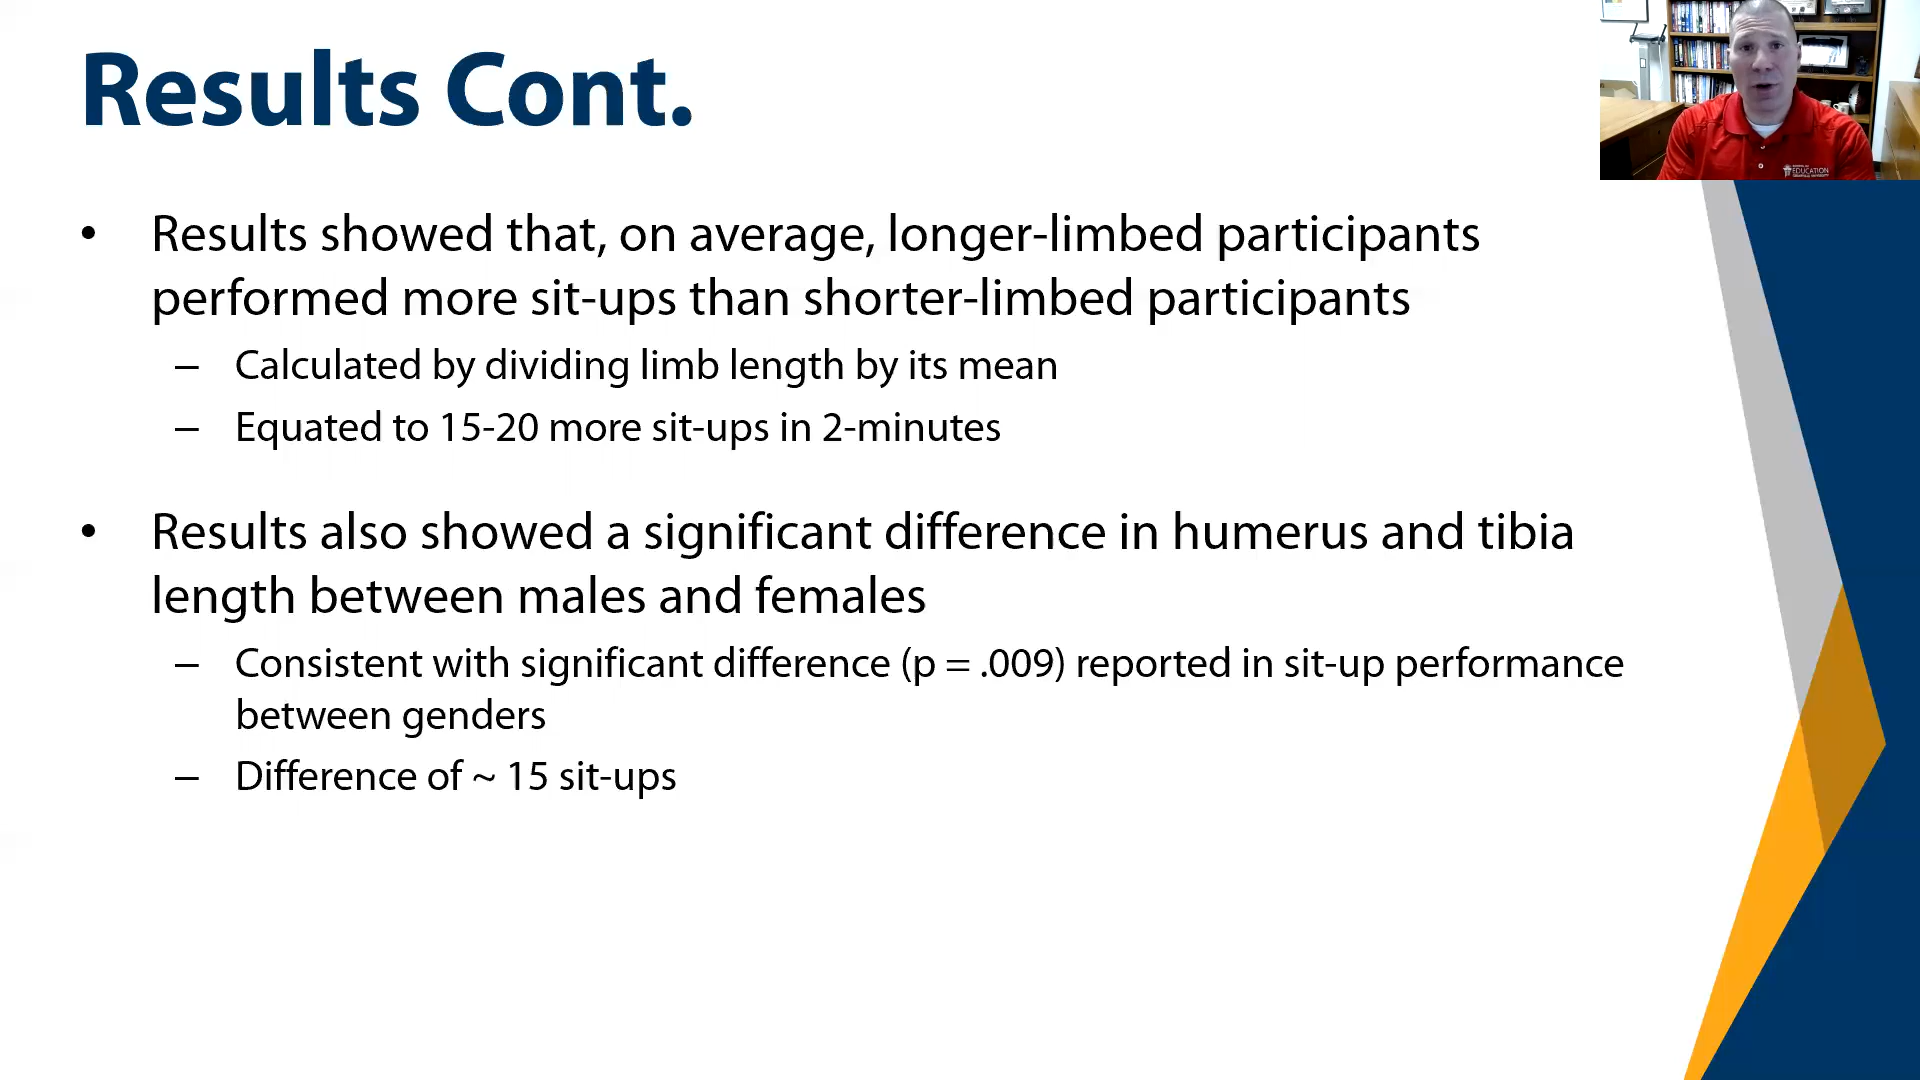 Results Cont.
• Results showed that, on average, longer-limbed participants
performed more sit-ups than shorter-limbed participants
– Calculated by dividing limb length by its mean
– Equated to 15-20 more sit-ups in 2-minutes
• Results also showed a significant difference in humerus and tibia
length between males and females
– Consistent with significant difference (p = .009) reported in sit-up performance
between genders
– Difference of ~ 15 sit-ups
EDUCATION